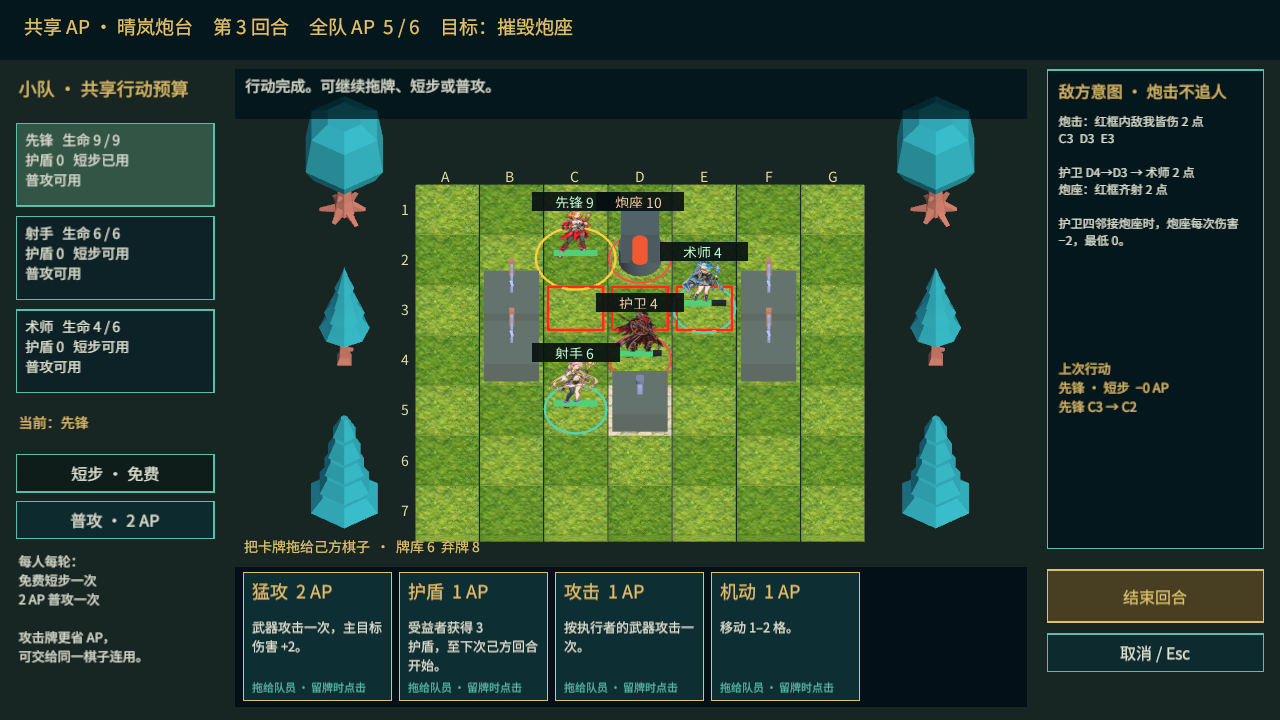 共享 AP · 晴岚炮台 第 3 回合 全队 AP 5 / 6 目标：摧毁炮座
小队 · 共享行动预算
先锋 生命 9 / 9
护盾 0 短步已用
普攻可用
射手 生命 6 / 6
护盾 0 短步可用
普攻可用
术师 生命 4 / 6
护盾 0 短步可用
普攻可用
当前：先锋
短步 · 免费
普攻 · 2 AP
每人每轮：
免费短步一次
2 AP 普攻一次
攻击牌更省 AP，
可交给同一棋子连用。
行动完成。可继续拖牌、短步或普攻。
A B C D E F G
1
2
3
4
5
6
7
先锋 9
炮座 10
术师 4
护卫 4
射手 6
把卡牌拖给己方棋子 · 牌库 6 弃牌 8
猛攻 2 AP
武器攻击一次，主目标
伤害 +2。
拖给队员 · 留牌时点击
护盾 1 AP
受益者获得 3
护盾，至下次己方回合
开始。
拖给队员 · 留牌时点击
攻击 1 AP
按执行者的武器攻击一
次。
拖给队员 · 留牌时点击
机动 1 AP
移动 1–2 格。
拖给队员 · 留牌时点击
敌方意图 · 炮击不追人
炮击：红框内敌我皆伤 2 点
C3 D3 E3
护卫 D4→D3 → 术师 2 点
炮座：红框齐射 2 点
护卫四邻接炮座时，炮座每次伤害
−2，最低 0。
上次行动
先锋 · 短步 −0 AP
先锋 C3 → C2
结束回合
取消 / Esc